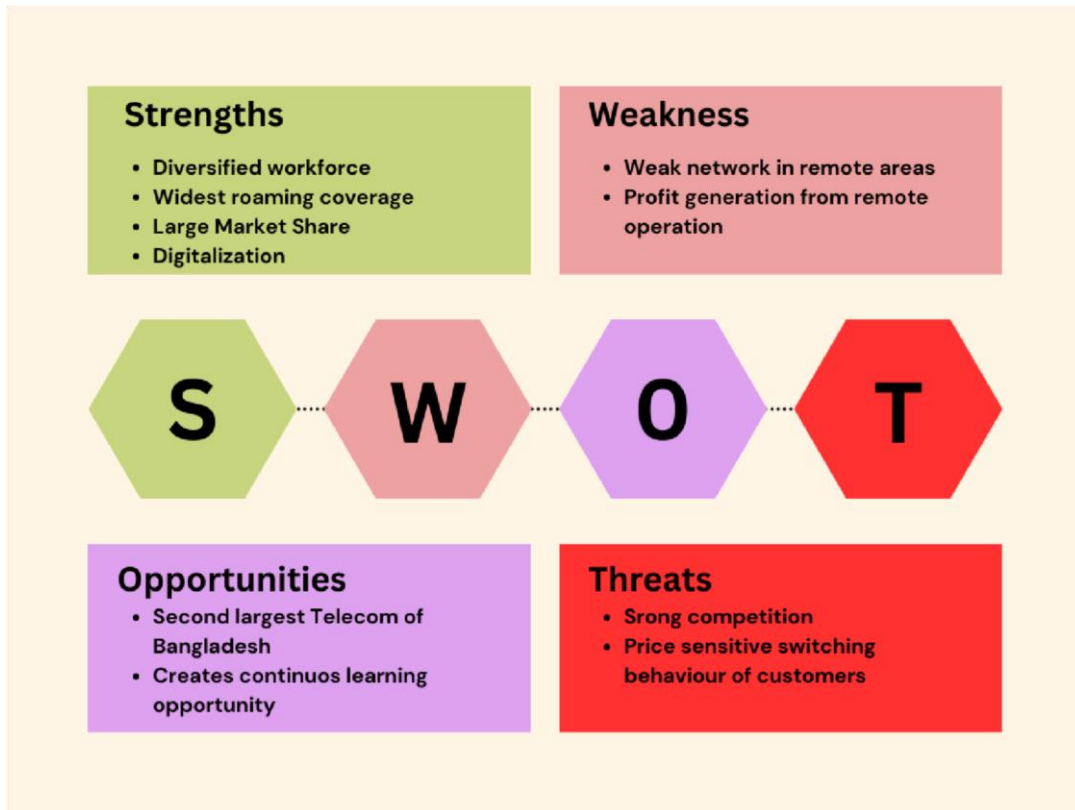 Strengths
• Diversified workforce
• Widest roaming coverage
• Large Market Share
• Digitalization
Weakness
• Weak network in remote areas
• Profit generation from remote
operation
S
W
O
T
Opportunities
• Second largest Telecom of
Bangladesh
• Creates continuos learning
opportunity
Threats
• Srong competition
• Price sensitive switching
behaviour of customers